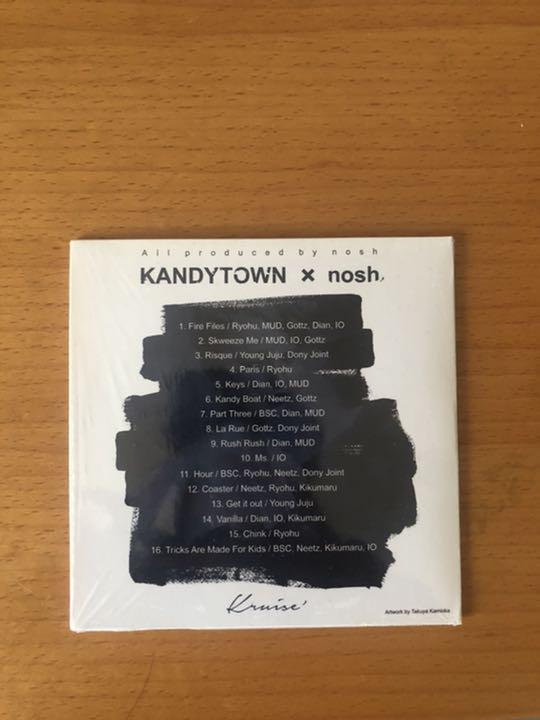 All produced by nosh
KANDYTOWN × nosh,
1. Fire Files / Ryohu, MUD, Gottz, Dian, IO
2. Skweeze Me / MUD, IO, Gottz
3. Risque / Young Juju, Dony Joint
4. Paris / Ryohu
5. Keys / Dian, IO, MUD
6. Kandy Boat / Neetz, Gottz
7. Part Three / BSC, Dian, MUD
8. La Rue / Gottz, Dony Joint
9. Rush Rush / Dian, MUD
10. Ms. / IO
11. Hour / BSC, Ryohu, Neetz, Dony Joint
12. Coaster / Neetz, Ryohu, Kikumaru
13. Get it out / Young Juju
14. Vanilla / Dian, IO, Kikumaru
15. Chink / Ryohu
16. Tricks Are Made For Kids / BSC, Neetz, Kikumaru, IO
Kruise'
Artwork by Takuya Kamioka